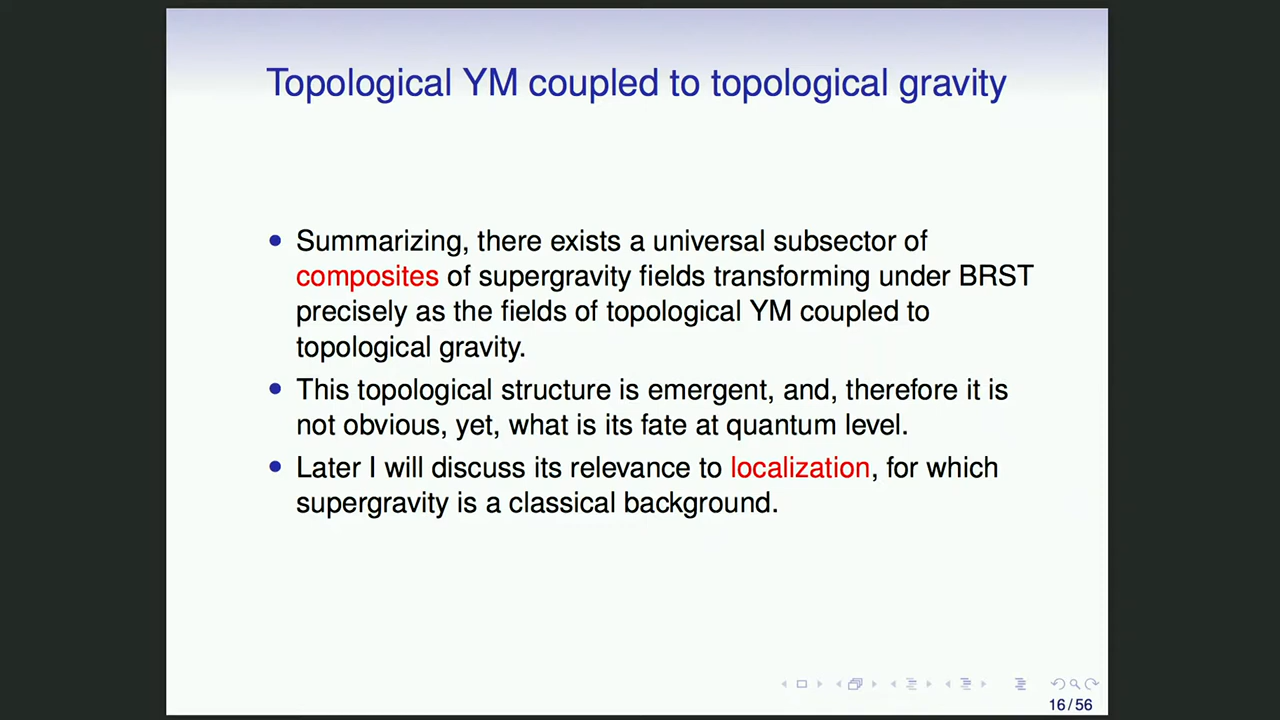 Topological YM coupled to topological gravity
• Summarizing, there exists a universal subsector of
composites of supergravity fields transforming under BRST
precisely as the fields of topological YM coupled to
topological gravity.
• This topological structure is emergent, and, therefore it is
not obvious, yet, what is its fate at quantum level.
• Later I will discuss its relevance to localization, for which
supergravity is a classical background.
16/56